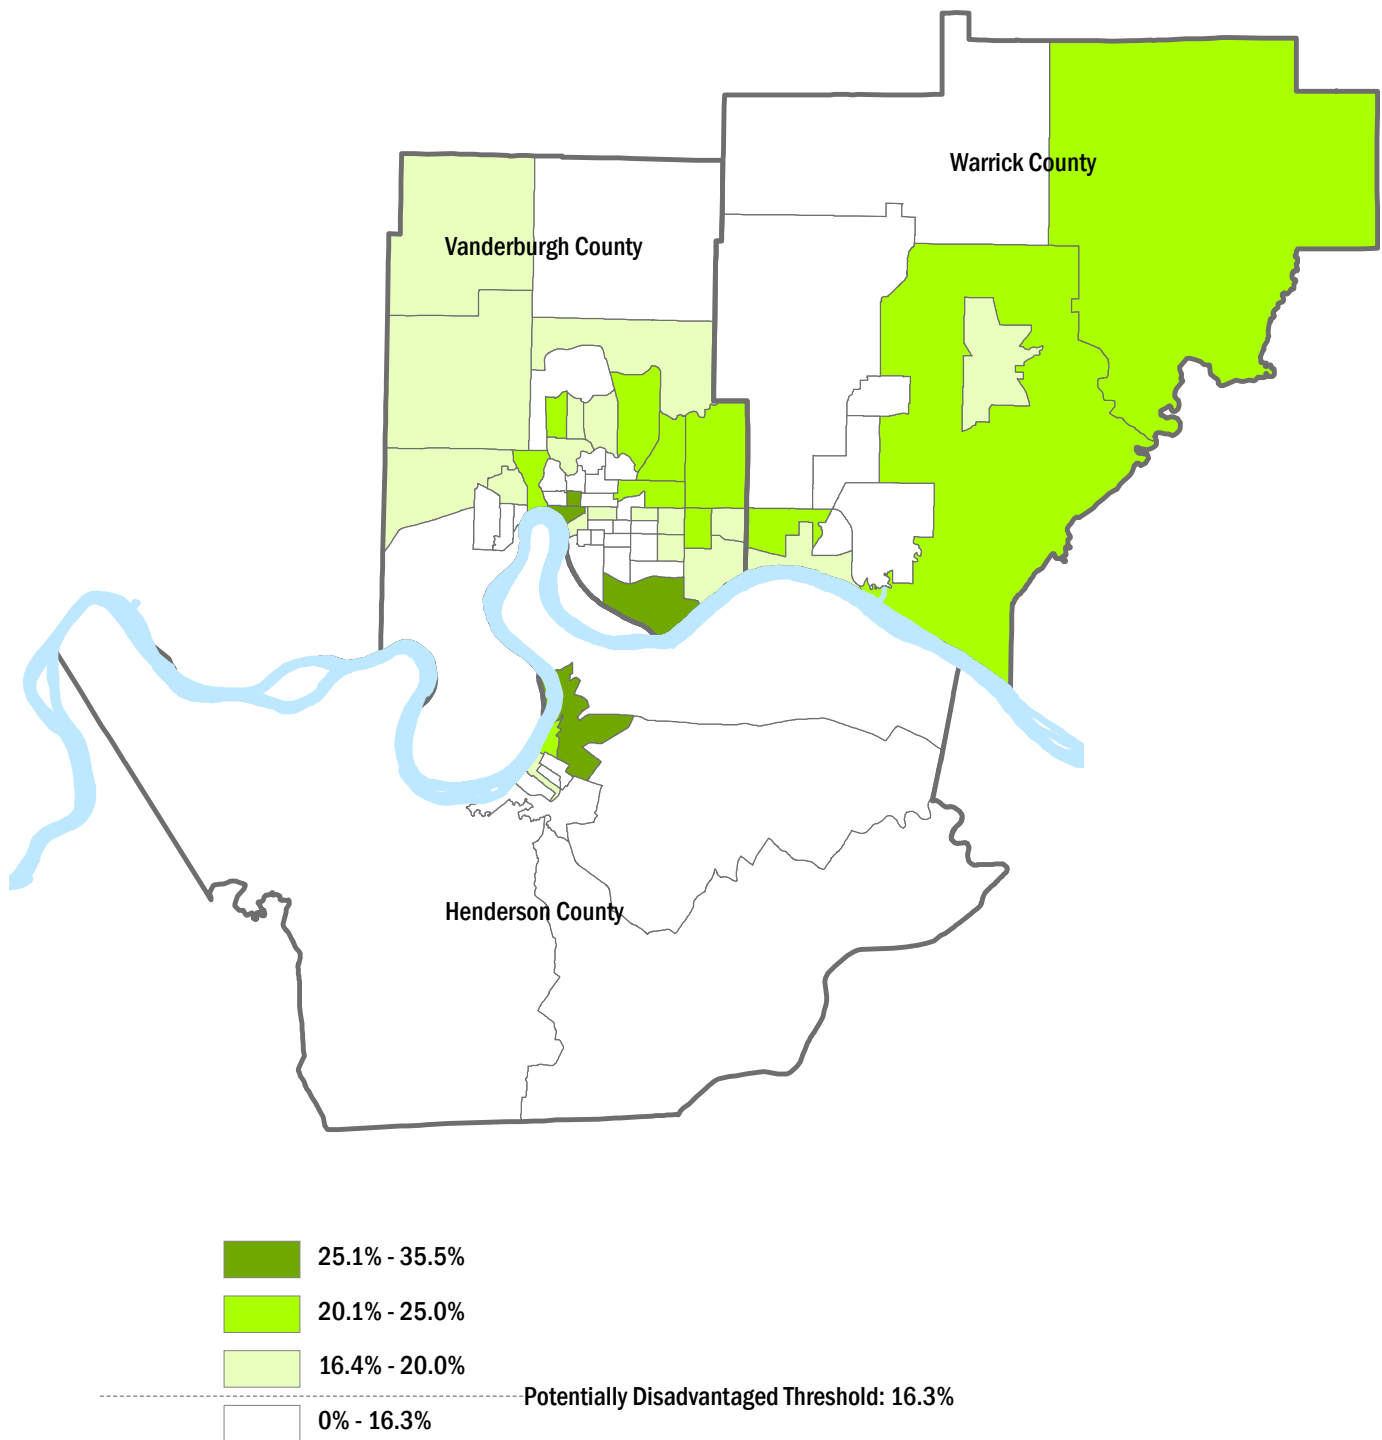 Warrick County
Vanderburgh County
Henderson County
25.1% - 35.5%
20.1% - 25.0%
16.4% - 20.0%
Potentially Disadvantaged Threshold: 16.3%
0% - 16.3%